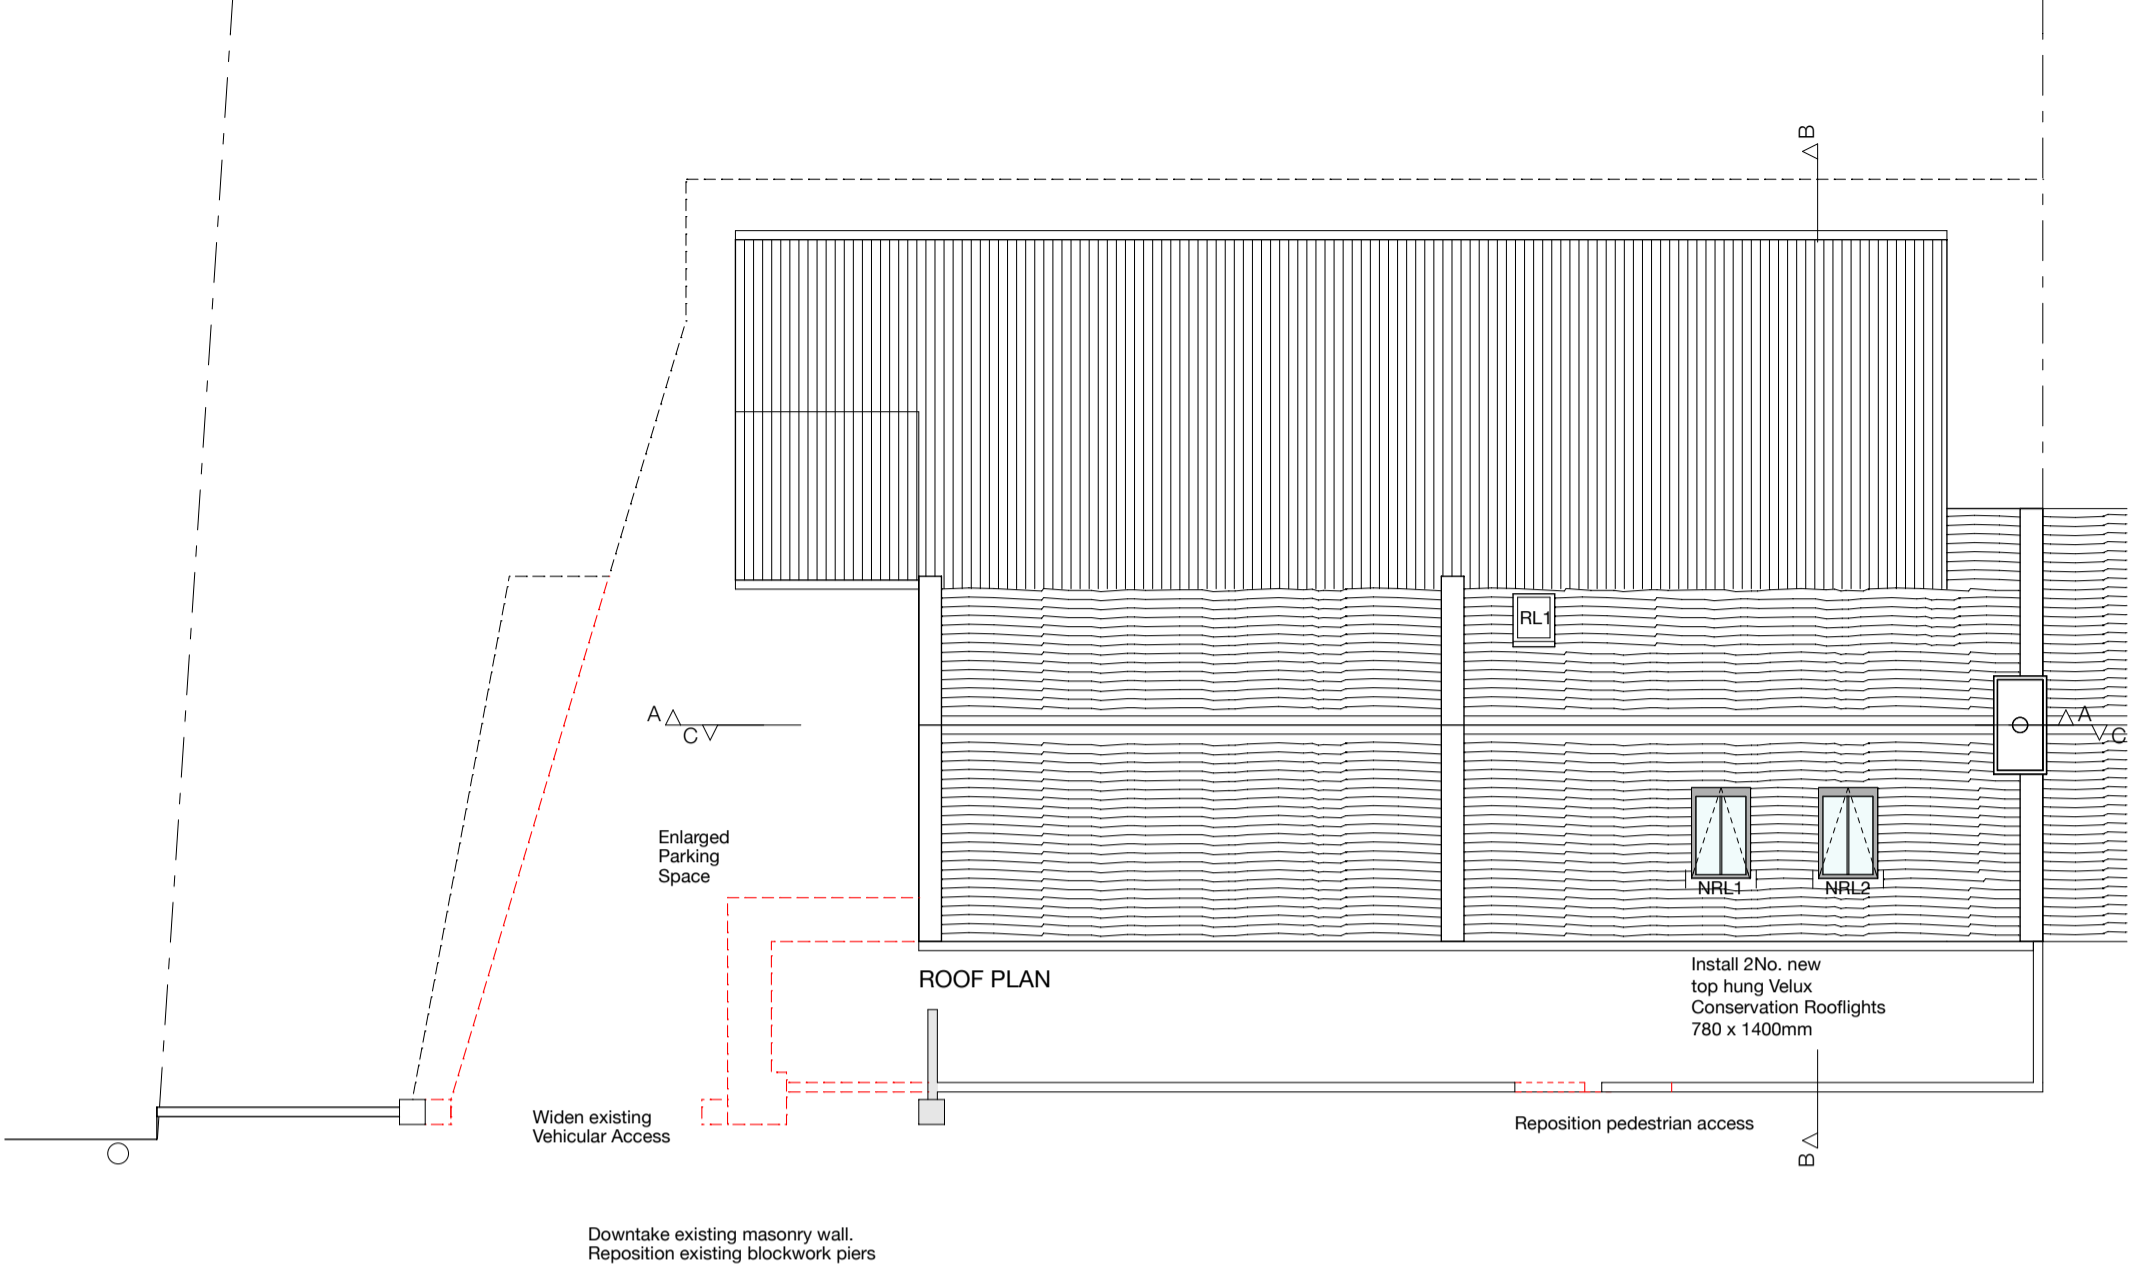 B
RL1
A
C
A
C
Enlarged
Parking
Space
NRL1
NRL2
ROOF PLAN
Install 2No. new
top hung Velux
Conservation Rooflights
780 x 1400mm
Widen existing
Vehicular Access
Reposition pedestrian access
B
Downtake existing masonry wall.
Reposition existing blockwork piers